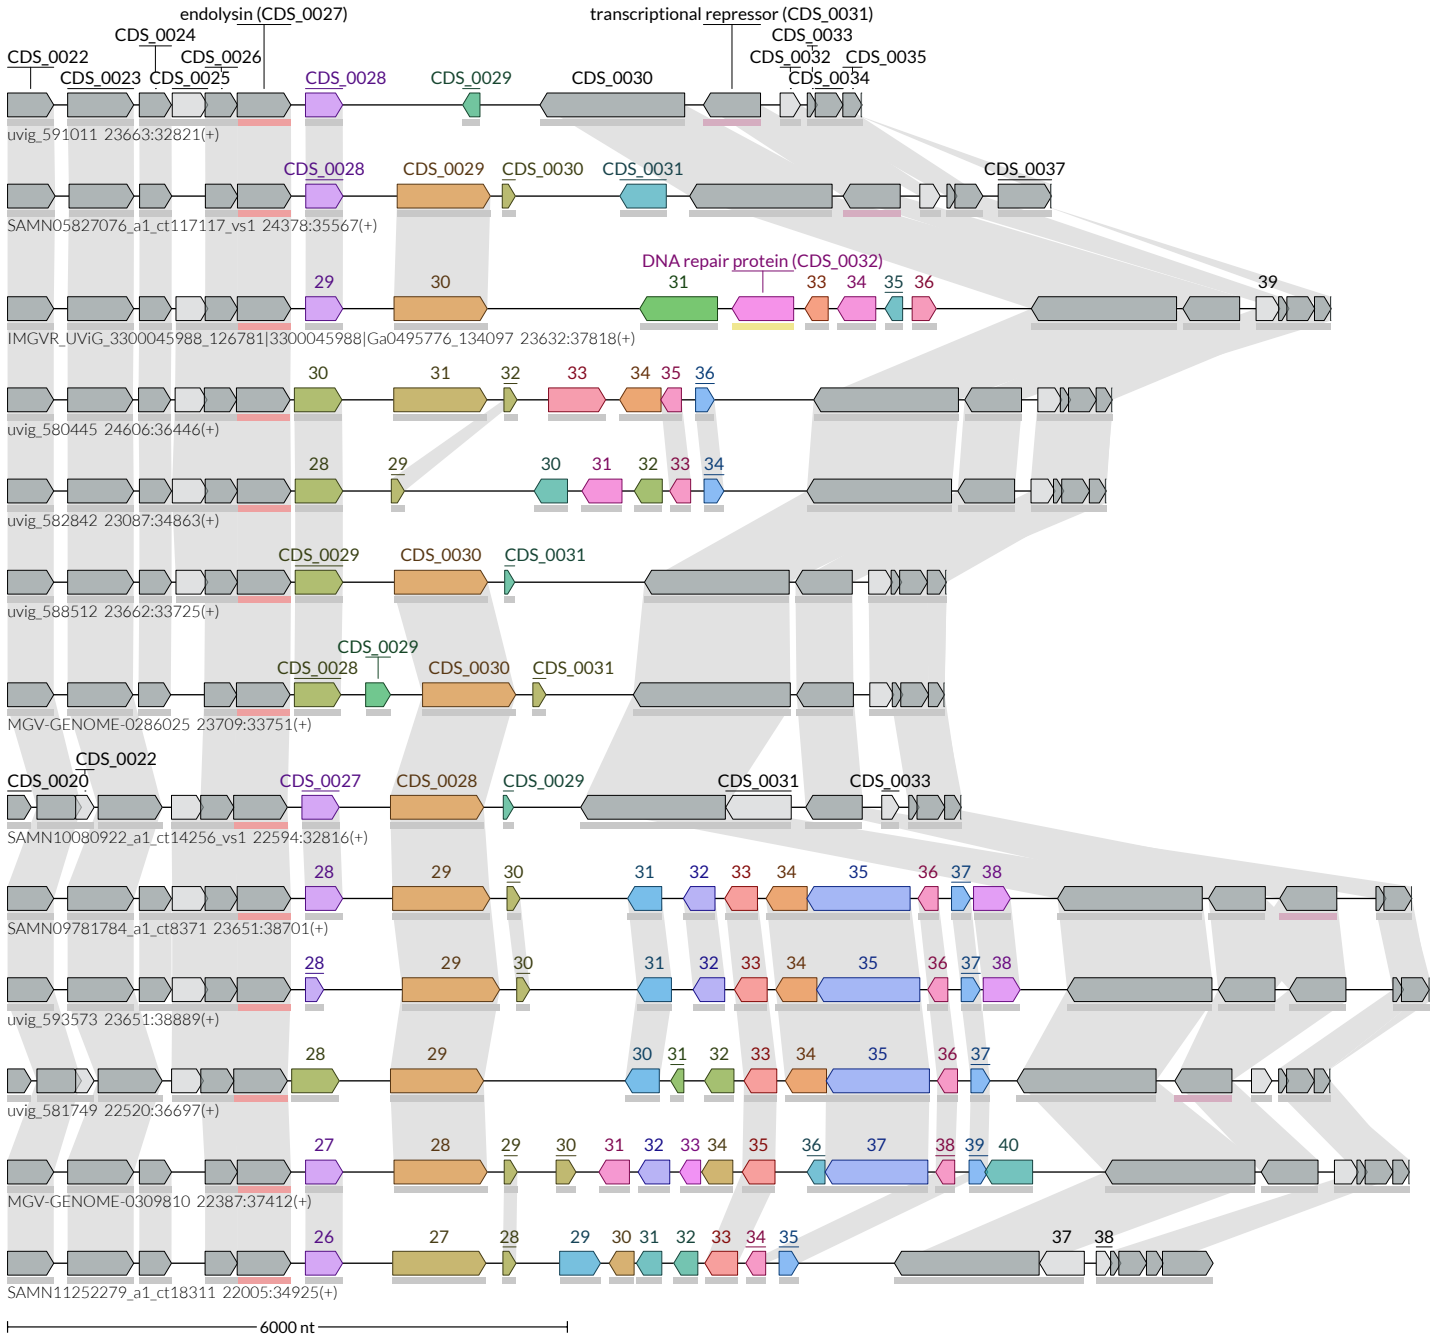 endolysin (CDS_0027) transcriptional repressor (CDS_0031)
CDS_0024 CDS_0033
CDS_0022 CDS_0026 CDS_0032 CDS_0035
CDS_0023 CDS_0025 CDS_0028 CDS_0029 CDS_0030 CDS_0034
uvig_591011 23663:32821(+)
CDS_0028 CDS_0029 CDS_0030 CDS_0031 CDS_0037
SAMN05827076_a1_ct117117_vs1 24378:35567(+)
DNA repair protein (CDS_0032)
29 30 31 33 34 35 36 39
IMGVR_UViG_3300045988_126781|3300045988|Ga0495776_134097 23632:37818(+)
30 31 32 33 34 35 36
uvig_580445 24606:36446(+)
28 29 30 31 32 33 34
uvig_582842 23087:34863(+)
CDS_0029 CDS_0030 CDS_0031
uvig_588512 23662:33725(+)
CDS_0029
CDS_0028 CDS_0030 CDS_0031
MGV-GENOME-0286025 23709:33751(+)
CDS_0022
CDS_0020 CDS_0027 CDS_0028 CDS_0029 CDS_0031 CDS_0033
SAMN10080922_a1_ct14256_vs1 22594:32816(+)
28 29 30 31 32 33 34 35 36 37 38
SAMN09781784_a1_ct8371 23651:38701(+)
28 29 30 31 32 33 34 35 36 37 38
uvig_593573 23651:38889(+)
28 29 30 31 32 33 34 35 36 37
uvig_581749 22520:36697(+)
27 28 29 30 31 32 33 34 35 36 37 38 39 40
MGV-GENOME-0309810 22387:37412(+)
26 27 28 29 30 31 32 33 34 35 37 38
SAMN11252279_a1_ct18311 22005:34925(+)
6000 nt